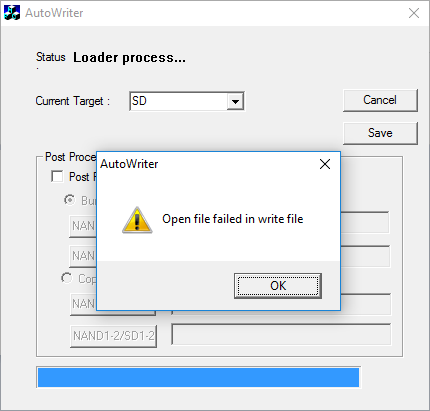 AutoWriter
Status
Loader process...
Current Target :
SD
Cancel
Save
Post Proce
Post
AutoWriter
Open file failed in write file
OK
Bu
NAND
NAND
Cop
NAND
NAND1-2/SD1-2